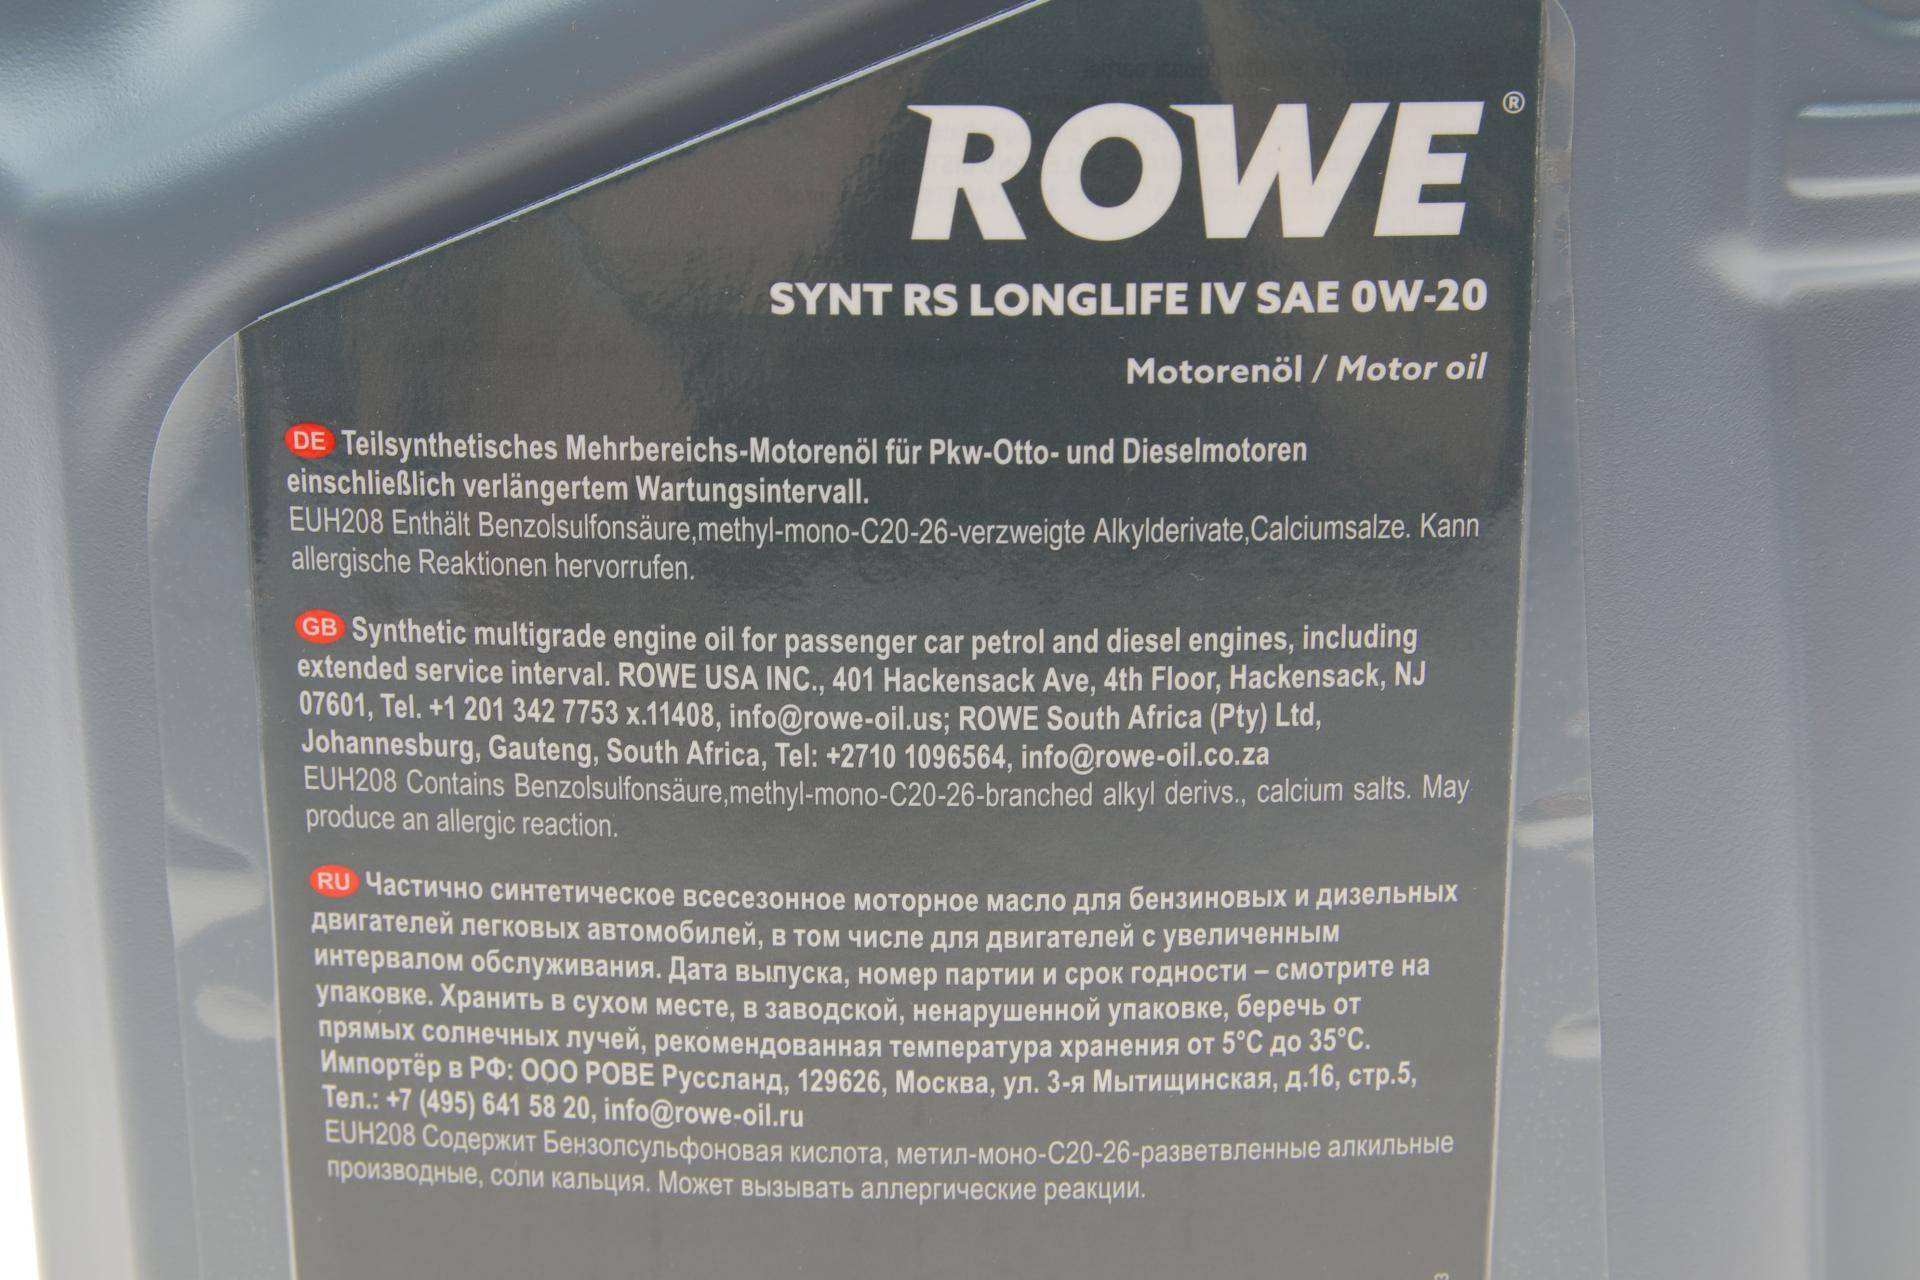 ROWE®
SYNT RS LONGLIFE IV SAE 0W-20
Motorenöl / Motor oil
DE Teilsynthetisches Mehrbereichs-Motorenöl für Pkw-Otto- und Dieselmotoren
einschließlich verlängertem Wartungsintervall.
EUH208 Enthält Benzolsulfonsäure,methyl-mono-C20-26-verzweigte Alkylderivate,Calciumsalze. Kann
allergische Reaktionen hervorrufen.
GB Synthetic multigrade engine oil for passenger car petrol and diesel engines, including
extended service interval. ROWE USA INC., 401 Hackensack Ave, 4th Floor, Hackensack, NJ
07601, Tel. +1 201 342 7753 x.11408, info@rowe-oil.us; ROWE South Africa (Pty) Ltd,
Johannesburg, Gauteng, South Africa, Tel: +2710 1096564, info@rowe-oil.co.za
EUH208 Contains Benzolsulfonsäure,methyl-mono-C20-26-branched alkyl derivs., calcium salts. May
produce an allergic reaction.
RU Частично синтетическое всесезонное моторное масло для бензиновых и дизельных
двигателей легковых автомобилей, в том числе для двигателей с увеличенным
интервалом обслуживания. Дата выпуска, номер партии и срок годности – смотрите на
упаковке. Хранить в сухом месте, в заводской, ненарушенной упаковке, беречь от
прямых солнечных лучей, рекомендованная температура хранения от 5°C до 35°C.
Импортёр в РФ: ООО РОВЕ Руссланд, 129626, Москва, ул. 3-я Мытищинская, д.16, стр.5,
Тел.: +7 (495) 641 58 20, info@rowe-oil.ru
EUH208 Содержит Бензолсульфоновая кислота, метил-моно-C20-26-разветвленные алкильные
производные, соли кальция. Может вызывать аллергические реакции.